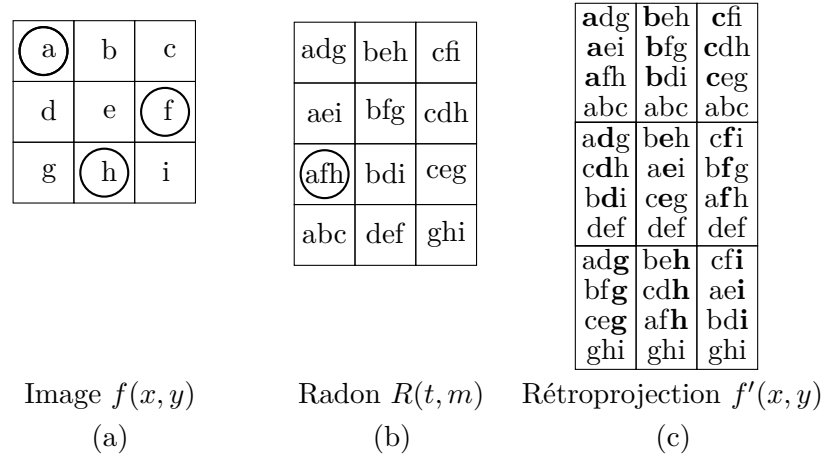 a b c
d e f
g h i
adg beh cfi
aei bfg cdh
afh bdi ceg
abc def ghi
adg beh cfi
aei bfg cdh
afh bdi ceg
abc abc abc
adg beh cfi
cdh aei bfg
bdi ceg afh
def def def
adg beh cfi
bfg cdh aei
ceg afh bdi
ghi ghi ghi
Image f(x, y)
(a)
Radon R(t, m)
(b)
Rétroprojection f′(x, y)
(c)